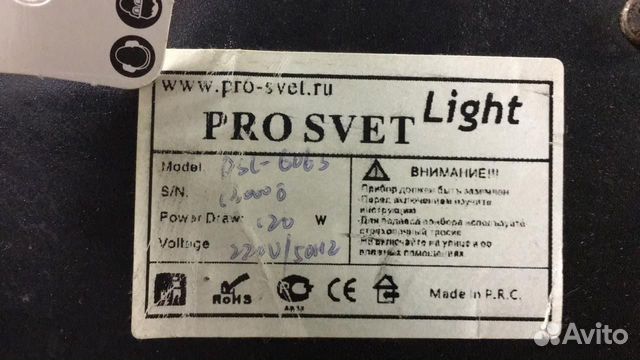 www.pro-svet.ru
PRO SVET Light
Model
S/N.
Power Draw: 120 W
Voltage 220V/50HZ
ВНИМАНИЕ!!!
Прибор должен быть заземлен
-Перед включением изучите
инструкцию
-Для подвеса прибора используйте
страховочный тросик
-Не включайте на улице и во
влажных помещениях
RoHS
CE
Made in P.R.C.
Avito